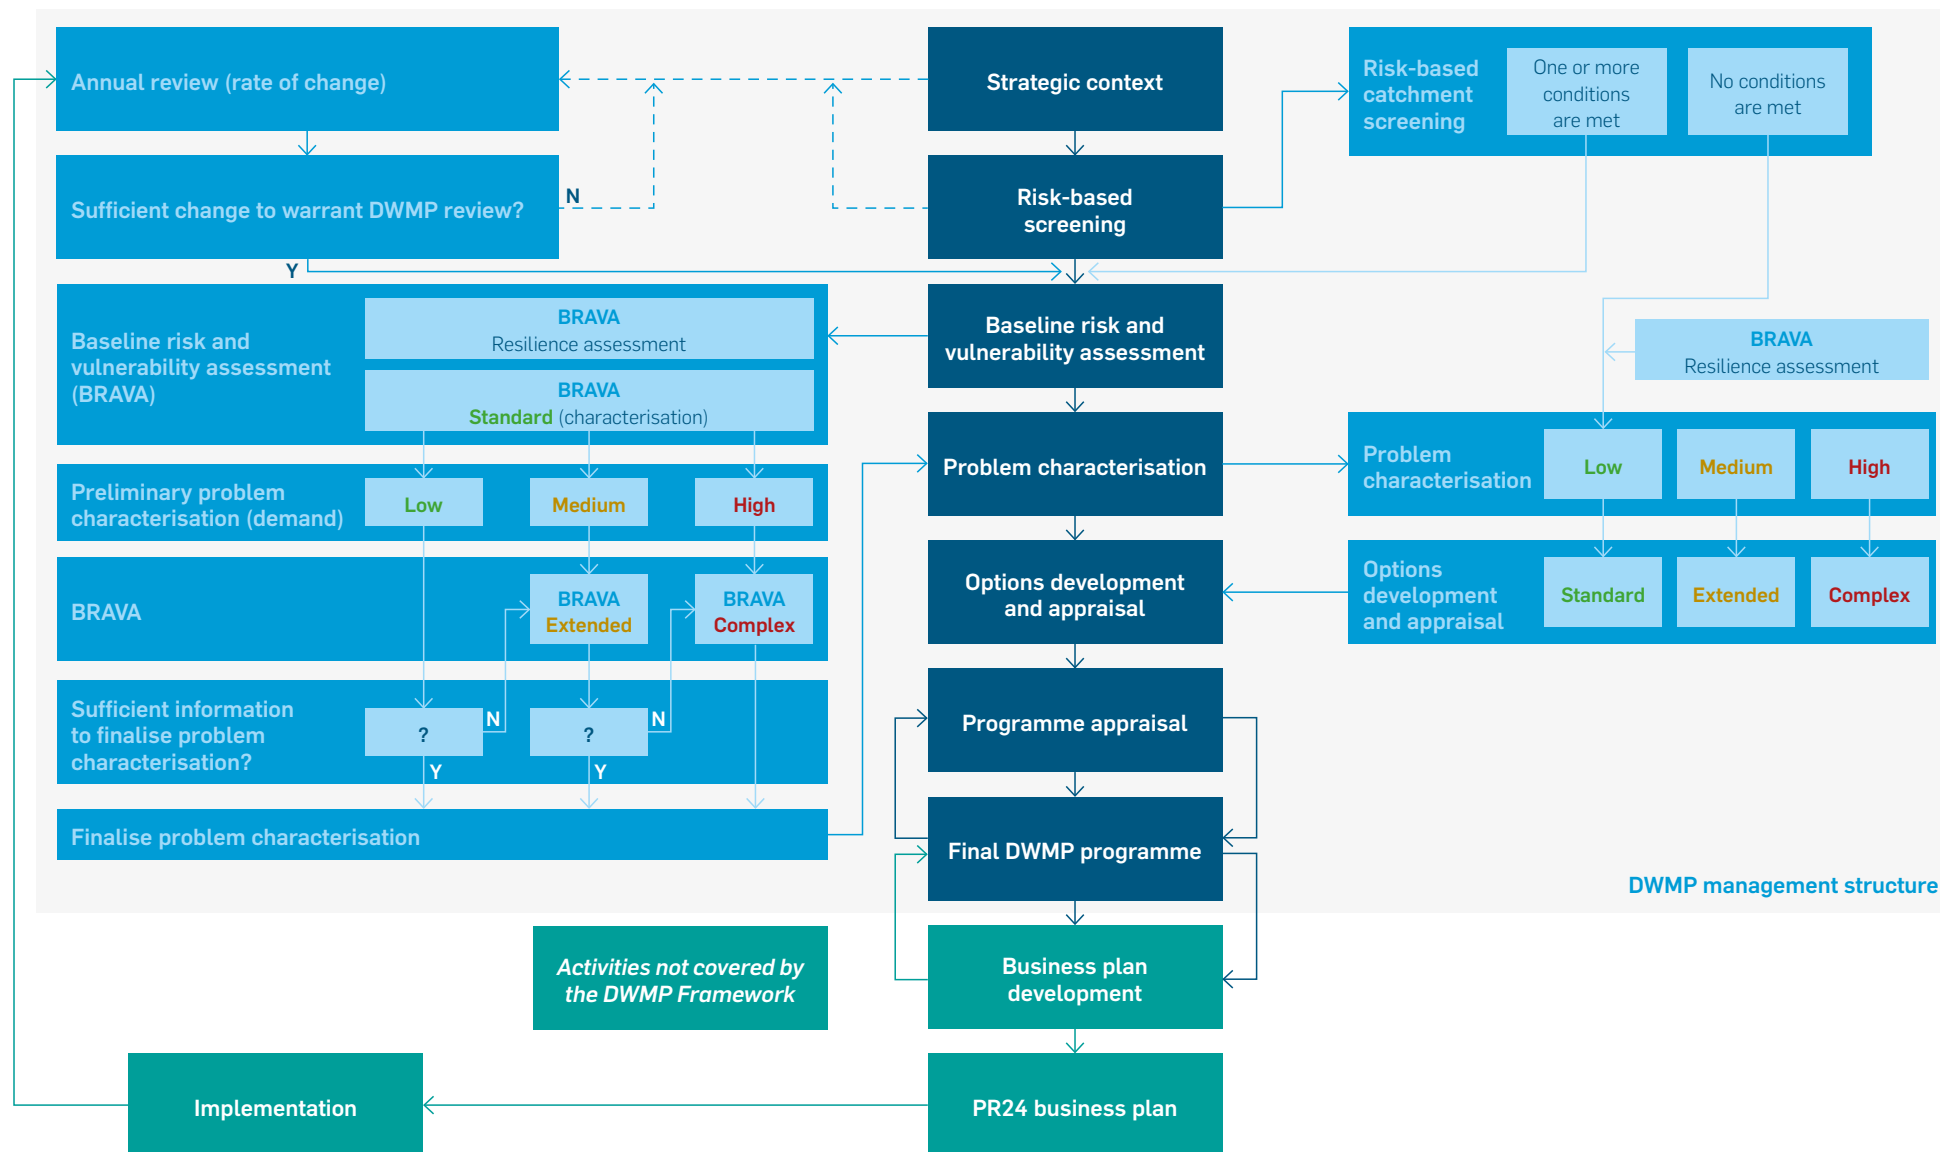 Annual review (rate of change)
Strategic context
Risk-based
catchment
screening
One or more
conditions
are met
No conditions
are met
Sufficient change to warrant DWMP review?
N
Y
Risk-based
screening
Baseline risk and
vulnerability assessment
(BRAVA)
BRAVA
Resilience assessment
BRAVA
Standard (characterisation)
Baseline risk and
vulnerability assessment
BRAVA
Resilience assessment
Preliminary problem
characterisation (demand)
Low
Medium
High
Problem characterisation
Problem
characterisation
Low
Medium
High
BRAVA
BRAVA
Extended
BRAVA
Complex
Options development
and appraisal
Options
development
and appraisal
Standard
Extended
Complex
Sufficient information
to finalise problem
characterisation?
?
N
Y
?
N
Y
Programme appraisal
Finalise problem characterisation
Final DWMP programme
DWMP management structure
Activities not covered by
the DWMP Framework
Business plan
development
Implementation
PR24 business plan